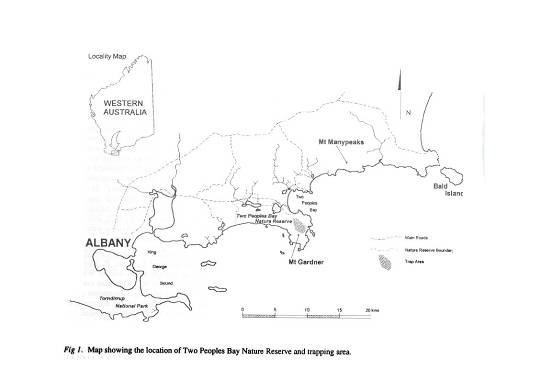 Locality Map
WESTERN
AUSTRALIA
N
Mt Manypeaks
Bald
Island
Two
Peoples
Bay
Two Peoples Bay
Nature Reserve
ALBANY
King
George
Sound
Mt Gardner
Main Roads
Nature Reserve Boundary
Trap Area
Torndirrup
National Park
0 5 10 15 20 kms
Fig 1. Map showing the location of Two Peoples Bay Nature Reserve and trapping area.